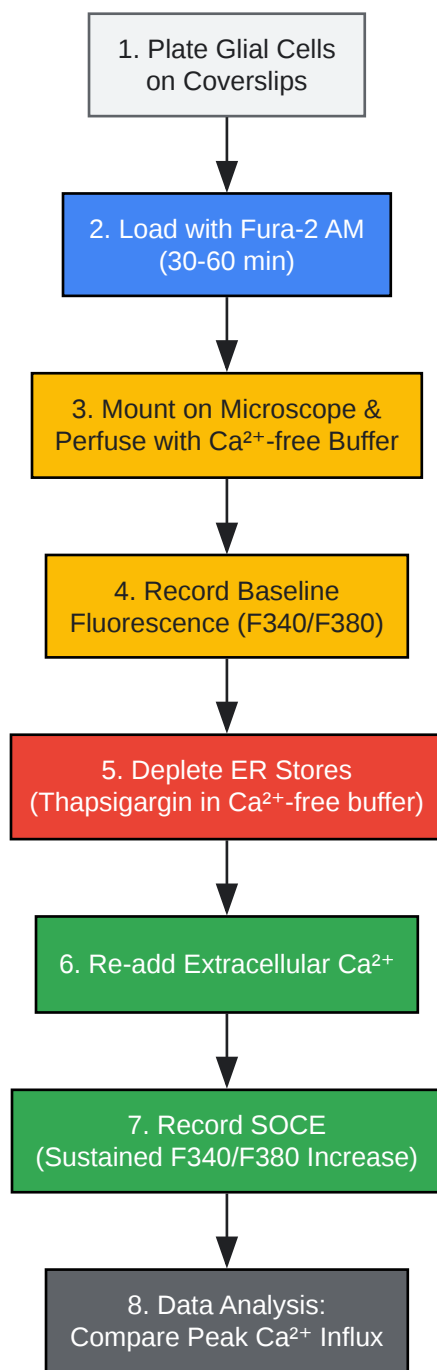 1. Plate Glial Cells
on Coverslips
2. Load with Fura-2 AM
(30-60 min)
3. Mount on Microscope &
Perfuse with Ca²⁺-free Buffer
4. Record Baseline
Fluorescence (F340/F380)
5. Deplete ER Stores
(Thapsigargin in Ca²⁺-free buffer)
6. Re-add Extracellular Ca²⁺
7. Record SOCE
(Sustained F340/F380 Increase)
8. Data Analysis:
Compare Peak Ca²⁺ Influx